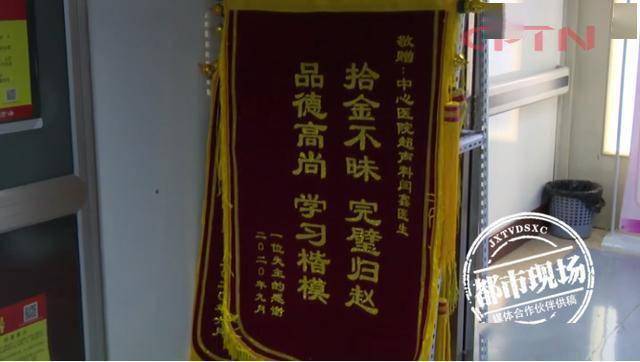 敬赠:中心医院超声科闫磊医生
拾金不昧 完璧归赵
品德高尚 学习楷模
一位失主的感谢
二〇二〇年九月
CRTN
JXTVDSXC
都市现场
媒体合作伙伴供稿